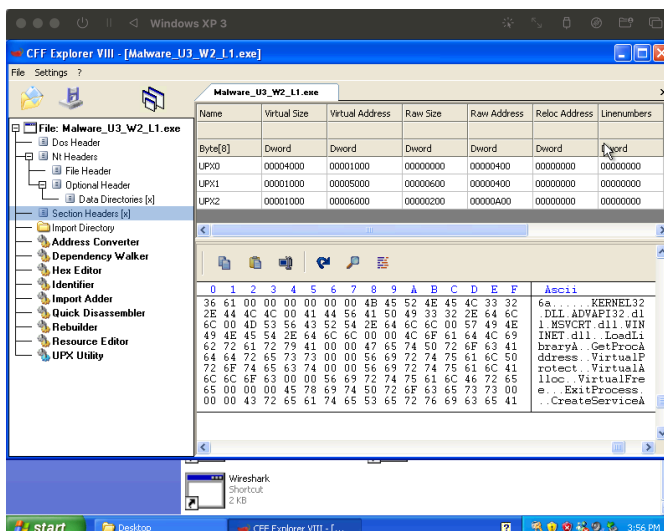 Windows XP 3
CFF Explorer VIII - [Malware_U3_W2_L1.exe]
File Settings ?
Malware_U3_W2_L1.exe
File: Malware_U3_W2_L1.exe
Dos Header
Nt Headers
File Header
Optional Header
Data Directories [x]
Section Headers [x]
Import Directory
Address Converter
Dependency Walker
Hex Editor
Identifier
Import Adder
Quick Disassembler
Rebuilder
Resource Editor
UPX Utility
Name Virtual Size Virtual Address Raw Size Raw Address Reloc Address Linenumbers
Byte[8] Dword Dword Dword Dword Dword Dword
UPX0 00004000 00001000 00000000 00000400 00000000 00000000
UPX1 00001000 00005000 00000600 00000400 00000000 00000000
UPX2 00001000 00006000 00000200 00000A00 00000000 00000000
0 1 2 3 4 5 6 7 8 9 A B C D E F Ascii
36 61 00 00 00 00 00 00 00 4B 45 52 4E 45 4C 33 32 6a.......KERNEL32
2E 44 4C 4C 00 41 44 56 41 50 49 33 32 2E 64 6C .DLL.ADVAPI32.dl
6C 00 4D 53 56 43 52 54 2E 64 6C 6C 00 57 49 4E l.MSVCRT.dll.WIN
49 4E 45 54 2E 64 6C 6C 00 00 4C 6F 61 64 4C 69 INET.dll..LoadLi
62 72 61 72 79 41 00 00 47 65 74 50 72 6F 63 41 braryA..GetProcA
64 64 72 65 73 73 00 00 56 69 72 74 75 61 6C 50 ddress..VirtualP
72 6F 74 65 63 74 00 00 56 69 72 74 75 61 6C 41 rotect..VirtualA
6C 6C 6F 63 00 00 56 69 72 74 75 61 6C 46 72 65 lloc..VirtualFre
65 00 00 00 45 78 69 74 50 72 6F 63 65 73 73 00 e...ExitProcess.
00 00 43 72 65 61 74 65 53 65 72 76 69 63 65 41 ..CreateServiceA
Wireshark
Shortcut
2 KB
start Desktop CFF Explorer VIII - [... 3:56 PM